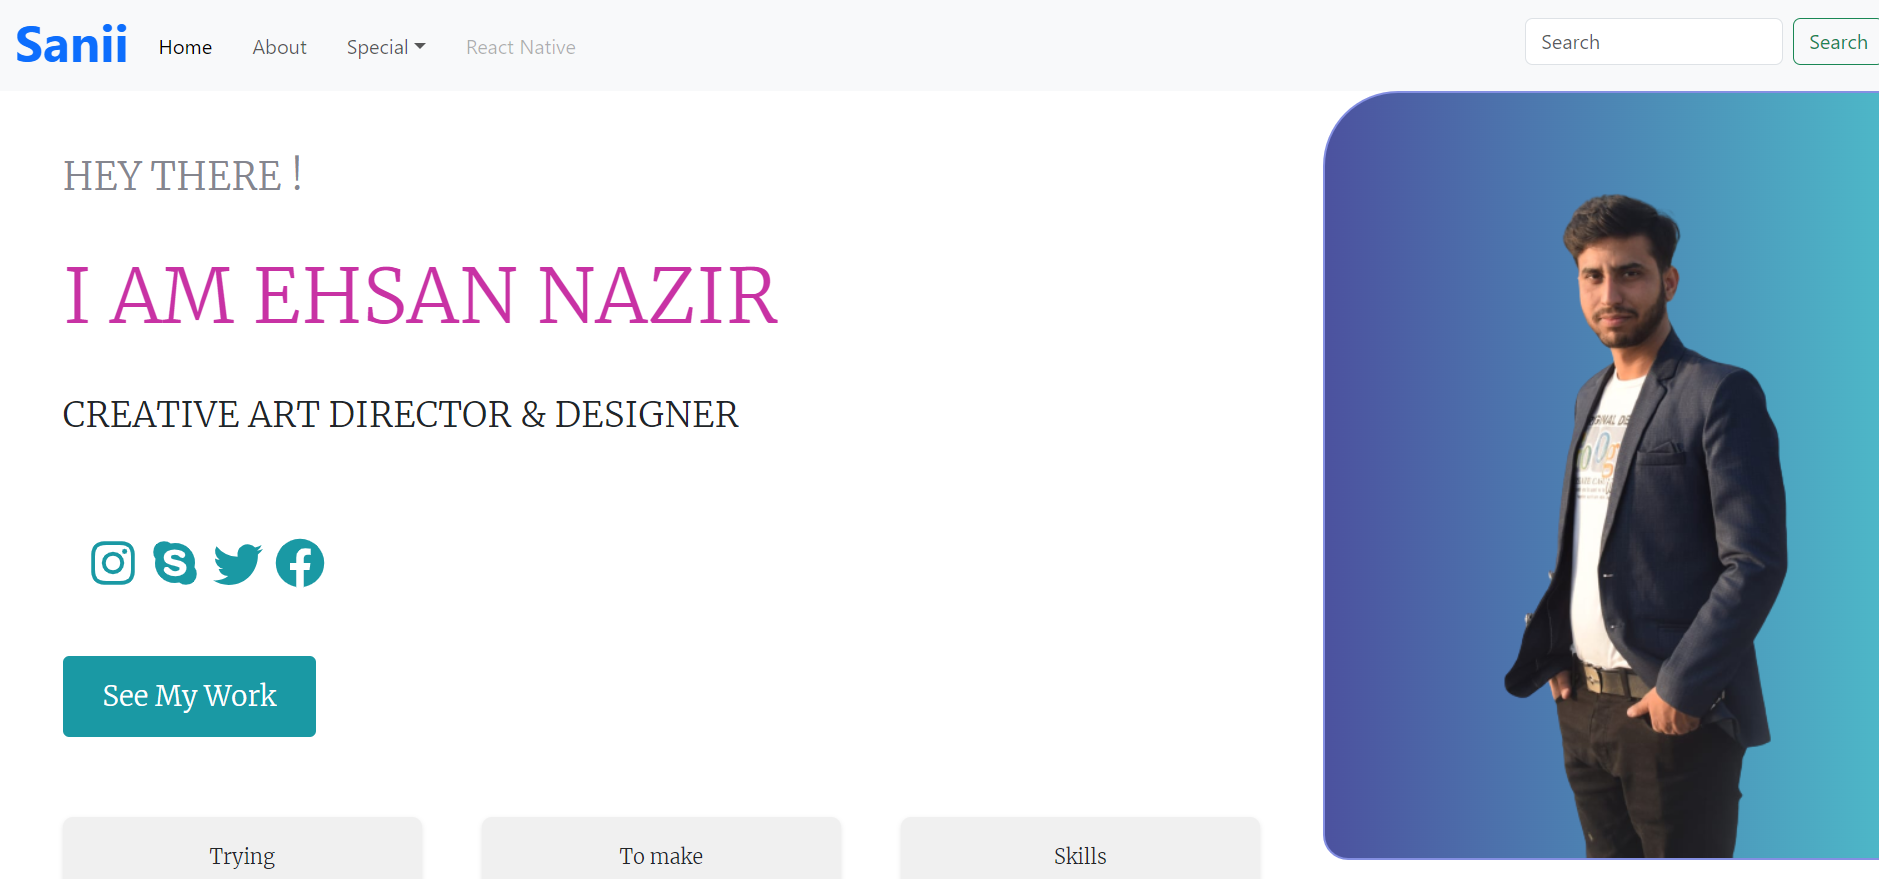 Sanii Home About Special React Native Search Search
HEY THERE !
I AM EHSAN NAZIR
CREATIVE ART DIRECTOR & DESIGNER
See My Work
Trying To make Skills